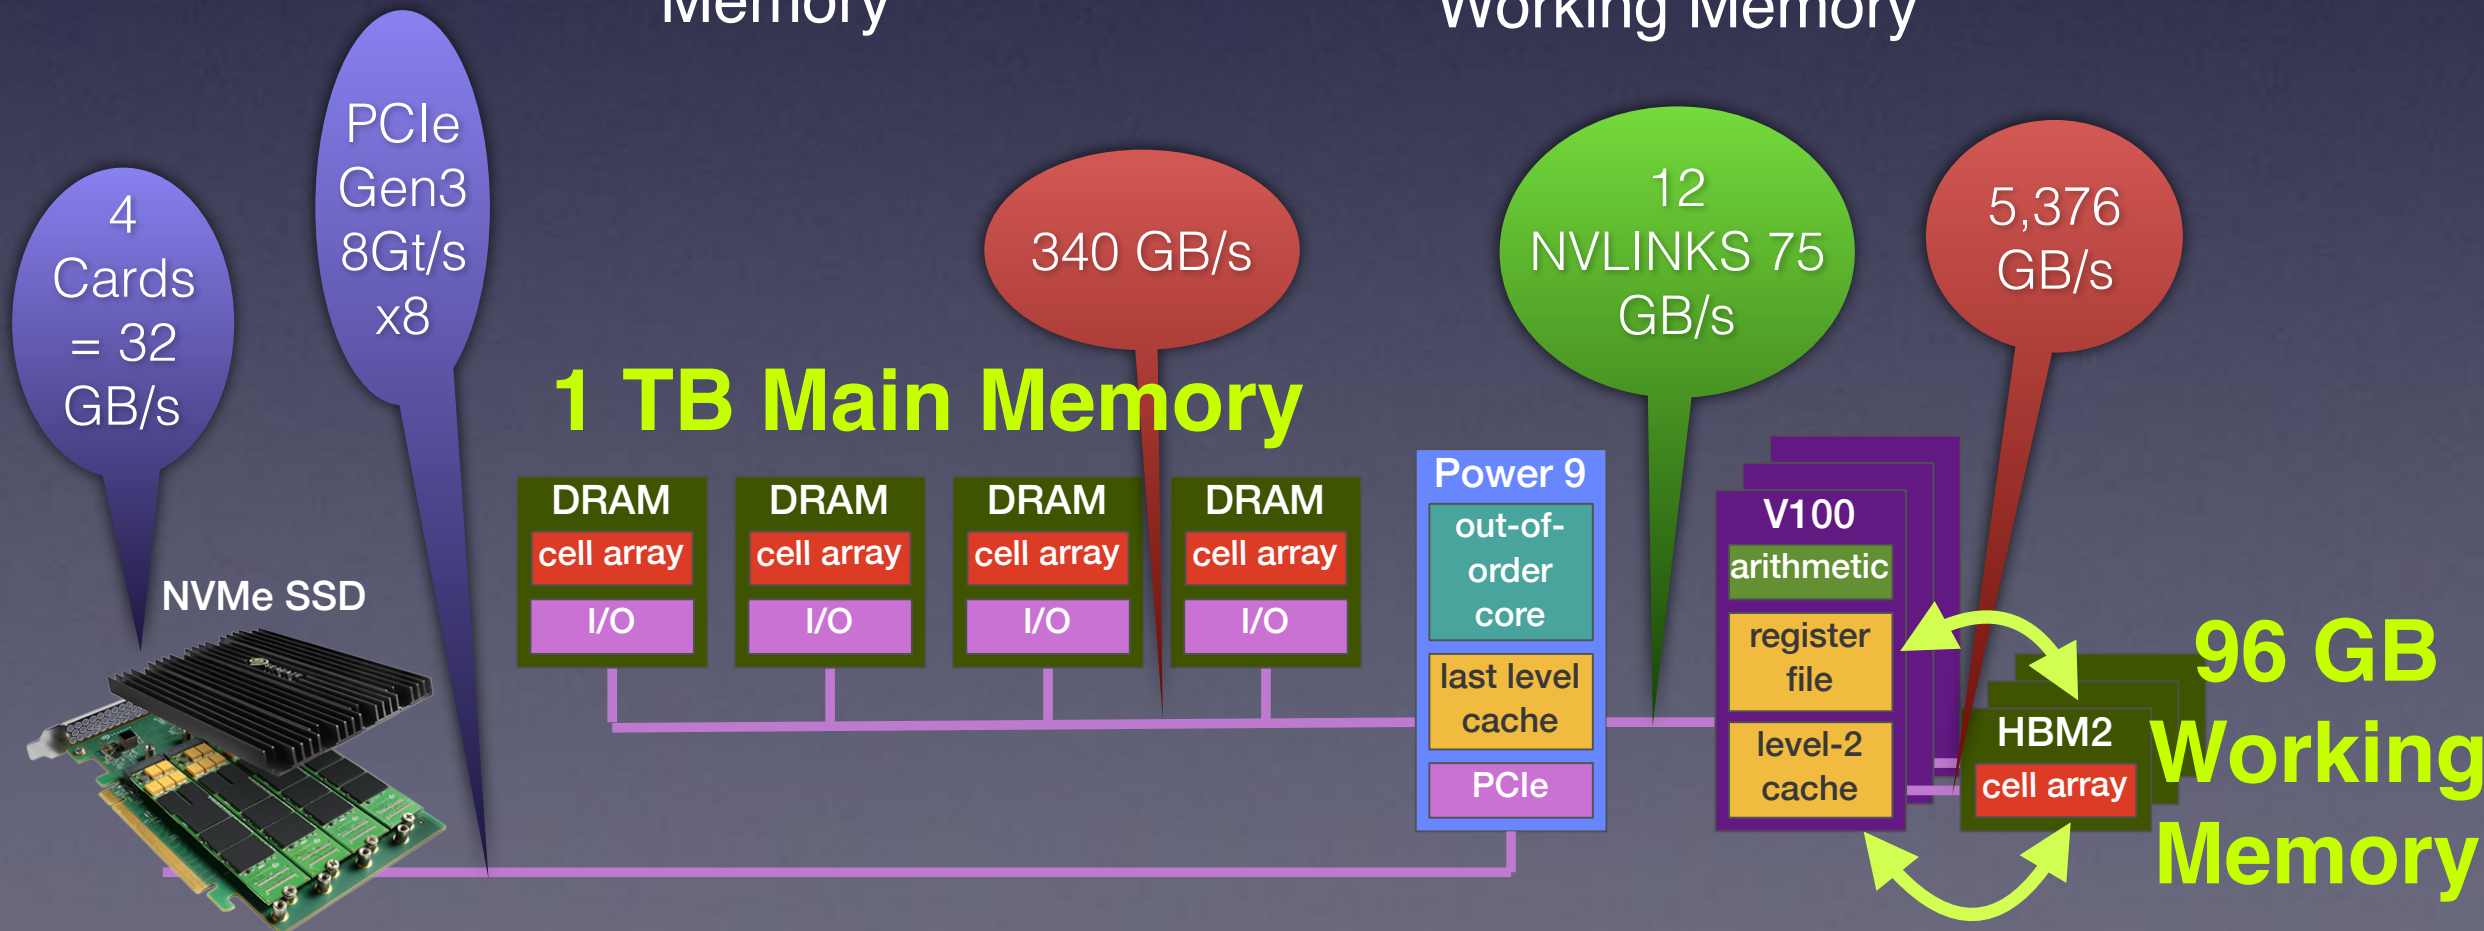 Memory
Working Memory
4
Cards
= 32
GB/s
PCIe
Gen3
8Gt/s
x8
340 GB/s
12
NVLINKS 75
GB/s
5,376
GB/s
1 TB Main Memory
NVMe SSD
DRAM
cell array
I/O
DRAM
cell array
I/O
DRAM
cell array
I/O
DRAM
cell array
I/O
Power 9
out-of-
order
core
last level
cache
PCIe
V100
arithmetic
register
file
level-2
cache
HBM2
cell array
96 GB
Working
Memory